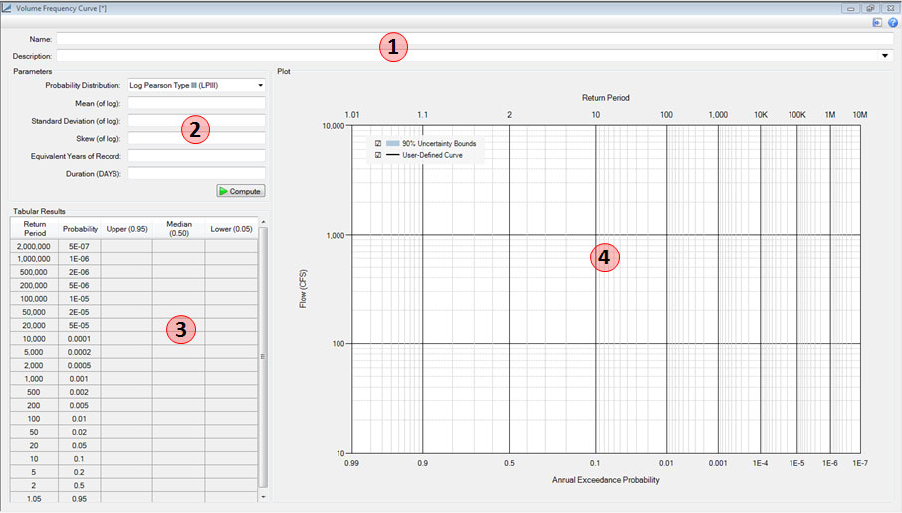 Volume Frequency Curve [*]
Name:
1
Description:
Parameters
Probability Distribution: Log Pearson Type III (LPIII)
Mean (of log):
Standard Deviation (of log):
2
Skew (of log):
Equivalent Years of Record:
Duration (DAYS):
Compute
Tabular Results
Return Period Probability Upper (0.95) Median (0.50) Lower (0.05)
2,000,000 5E-07
1,000,000 1E-06
500,000 2E-06
200,000 5E-06
100,000 1E-05
50,000 2E-05
20,000 5E-05
3
10,000 0.0001
5,000 0.0002
2,000 0.0005
1,000 0.001
500 0.002
200 0.005
100 0.01
50 0.02
20 0.05
10 0.1
5 0.2
2 0.5
1.05 0.95
Plot
Return Period
1.01 1.1 2 10 100 1,000 10K 100K 1M 10M
10,000
90% Uncertainty Bounds
User-Defined Curve
1,000
4
Flow (CFS)
100
10
0.99 0.9 0.5 0.1 0.01 0.001 1E-4 1E-5 1E-6 1E-7
Annual Exceedance Probability